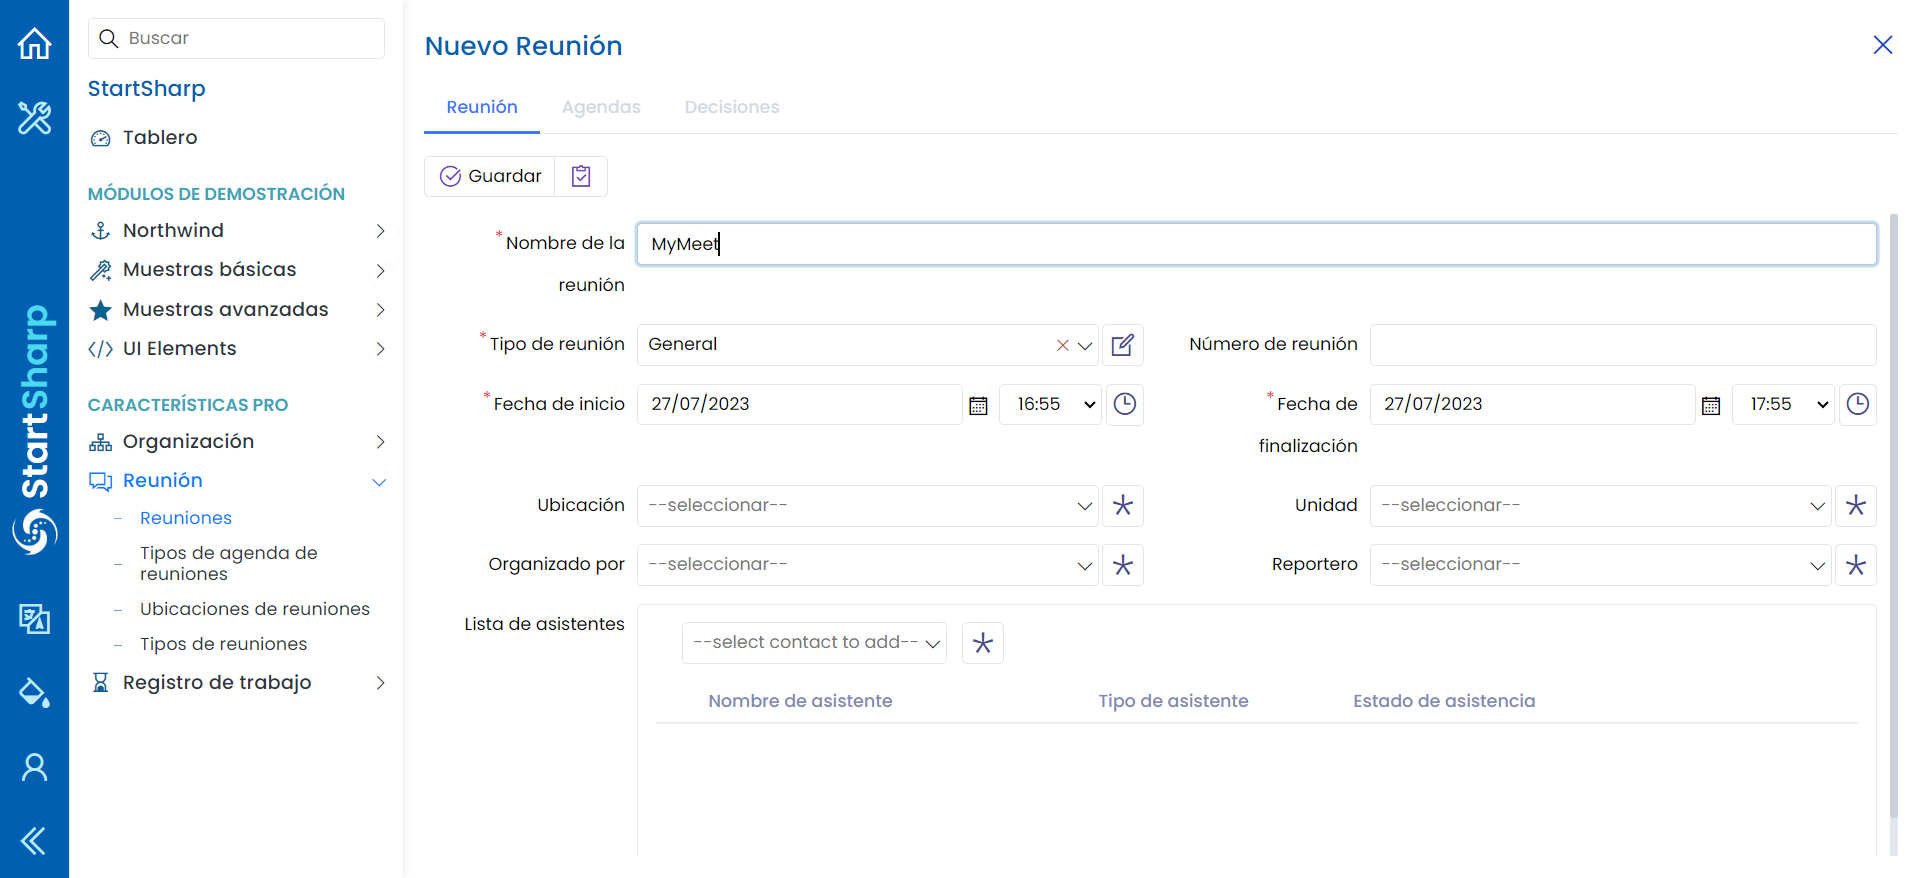 Buscar
StartSharp
Tablero
MÓDULOS DE DEMOSTRACIÓN
Northwind
Muestras básicas
Muestras avanzadas
UI Elements
CARACTERÍSTICAS PRO
Organización
Reunión
Reuniones
Tipos de agenda de
reuniones
Ubicaciones de reuniones
Tipos de reuniones
Registro de trabajo
StartSharp
Nuevo Reunión
Reunión Agendas Decisiones
Guardar
*Nombre de la
reunión
MyMeet
*Tipo de reunión General Número de reunión
*Fecha de inicio 27/07/2023 16:55
*Fecha de
finalización
27/07/2023 17:55
Ubicación --seleccionar-- Unidad --seleccionar--
Organizado por --seleccionar-- Reportero --seleccionar--
Lista de asistentes --select contact to add--
Nombre de asistente Tipo de asistente Estado de asistencia